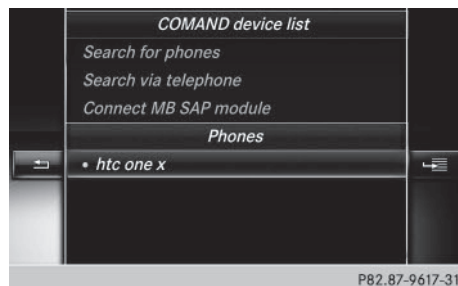 COMAND device list
Search for phones
Search via telephone
Connect MB SAP module
Phones
• htc one x
P82.87-9617-31